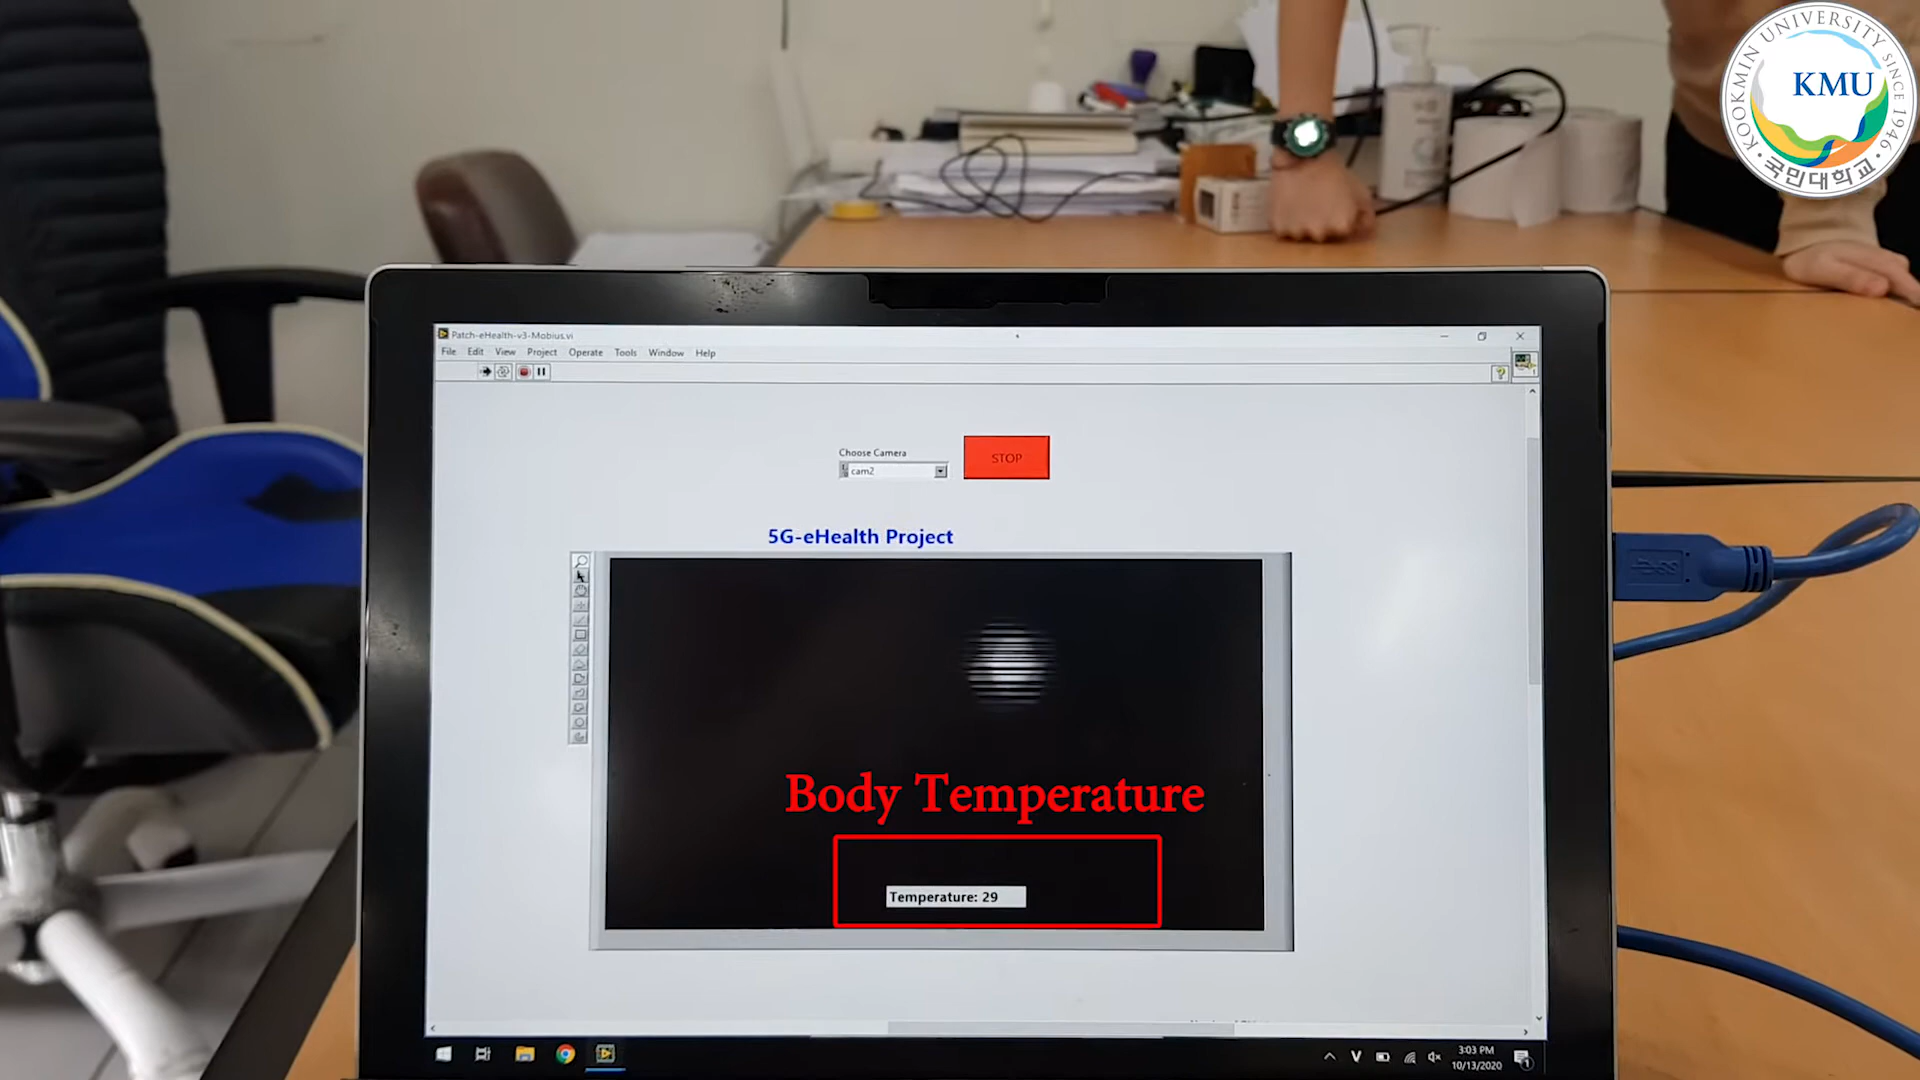 KOOKMIN UNIVERSITY SINCE 1946
KMU
국민대학교
Patch-eHealth-v3-Mobius.vi
File Edit View Project Operate Tools Window Help
Choose Camera
cam2
STOP
5G-eHealth Project
Body Temperature
Temperature: 29
3:03 PM
10/13/2020